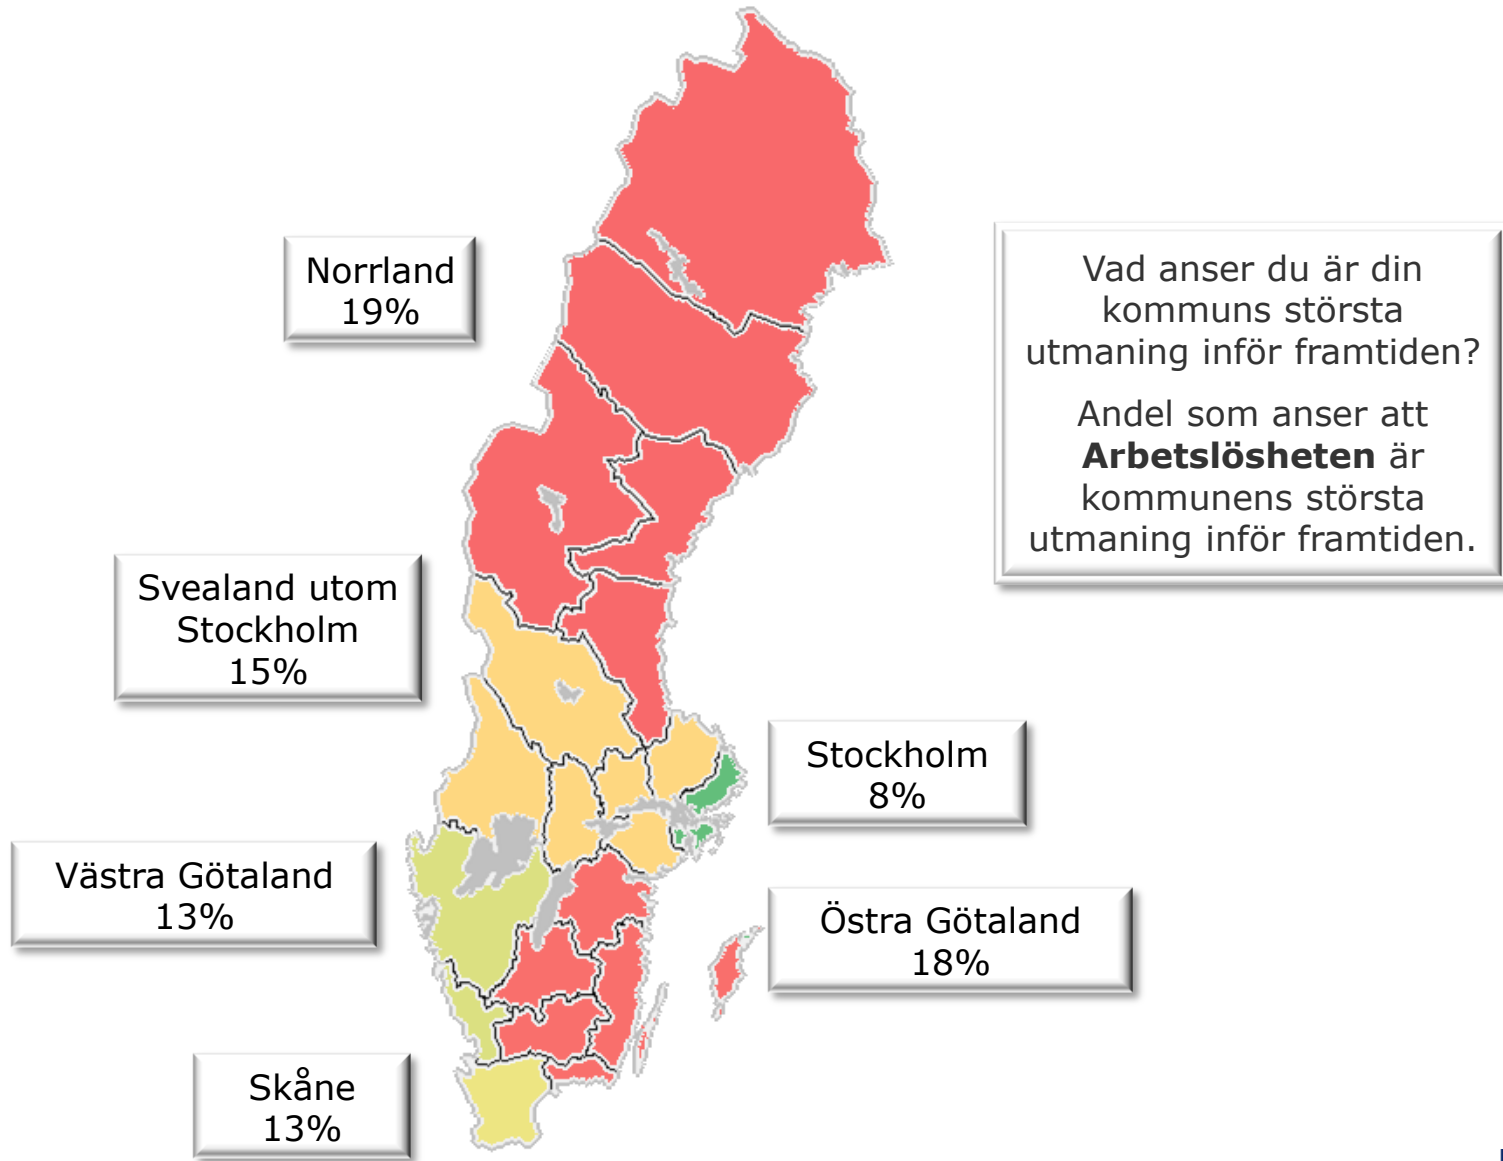 Norrland
19%
Vad anser du är din
kommuns största
utmaning inför framtiden?
Andel som anser att
Arbetslösheten är
kommunens största
utmaning inför framtiden.
Svealand utom
Stockholm
15%
Stockholm
8%
Västra Götaland
13%
Östra Götaland
18%
Skåne
13%